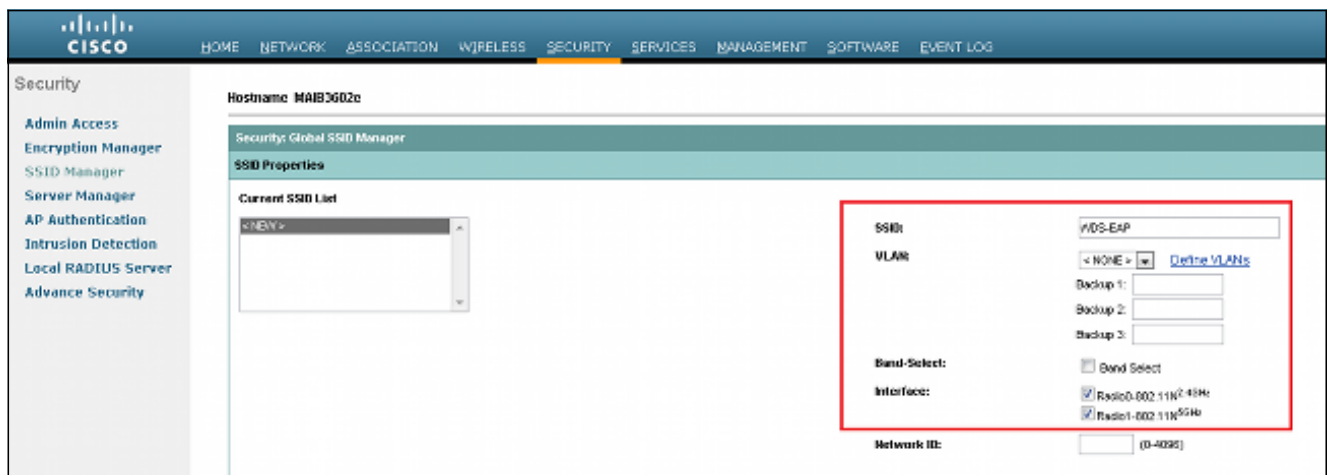 CISCO
HOME NETWORK ASSOCIATION WIRELESS SECURITY SERVICES MANAGEMENT SOFTWARE EVENT LOG
Security
Admin Access
Encryption Manager
SSID Manager
Server Manager
AP Authentication
Intrusion Detection
Local RADIUS Server
Advance Security
Hostname MAIB3602e
Security: Global SSID Manager
SSID Properties
Current SSID List
< NEW >
SSID: WDS-EAP
VLAN: < NONE > Define VLANs
Backup 1:
Backup 2:
Backup 3:
Band-Select: Band Select
Interface: Radio0-802.11N2.4GHz
Radio1-802.11N5GHz
Network ID: (0-4096)